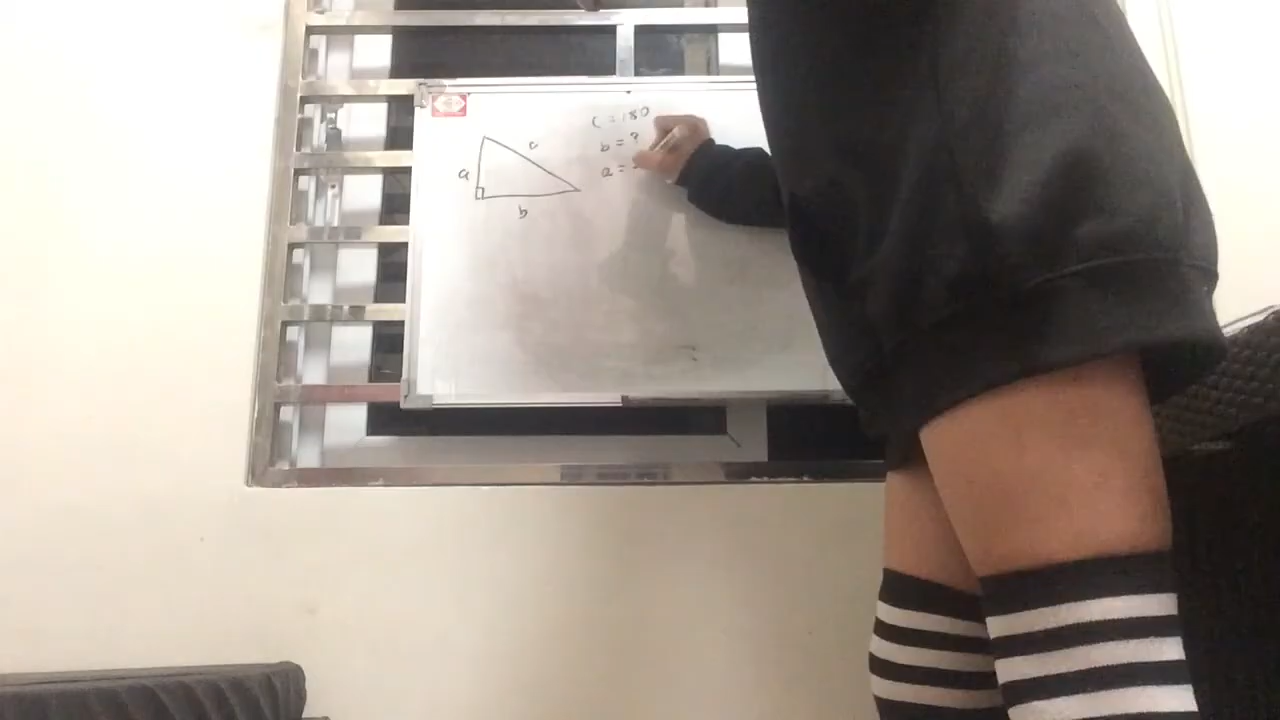 c = 180
b = ?
a =
c
a
b